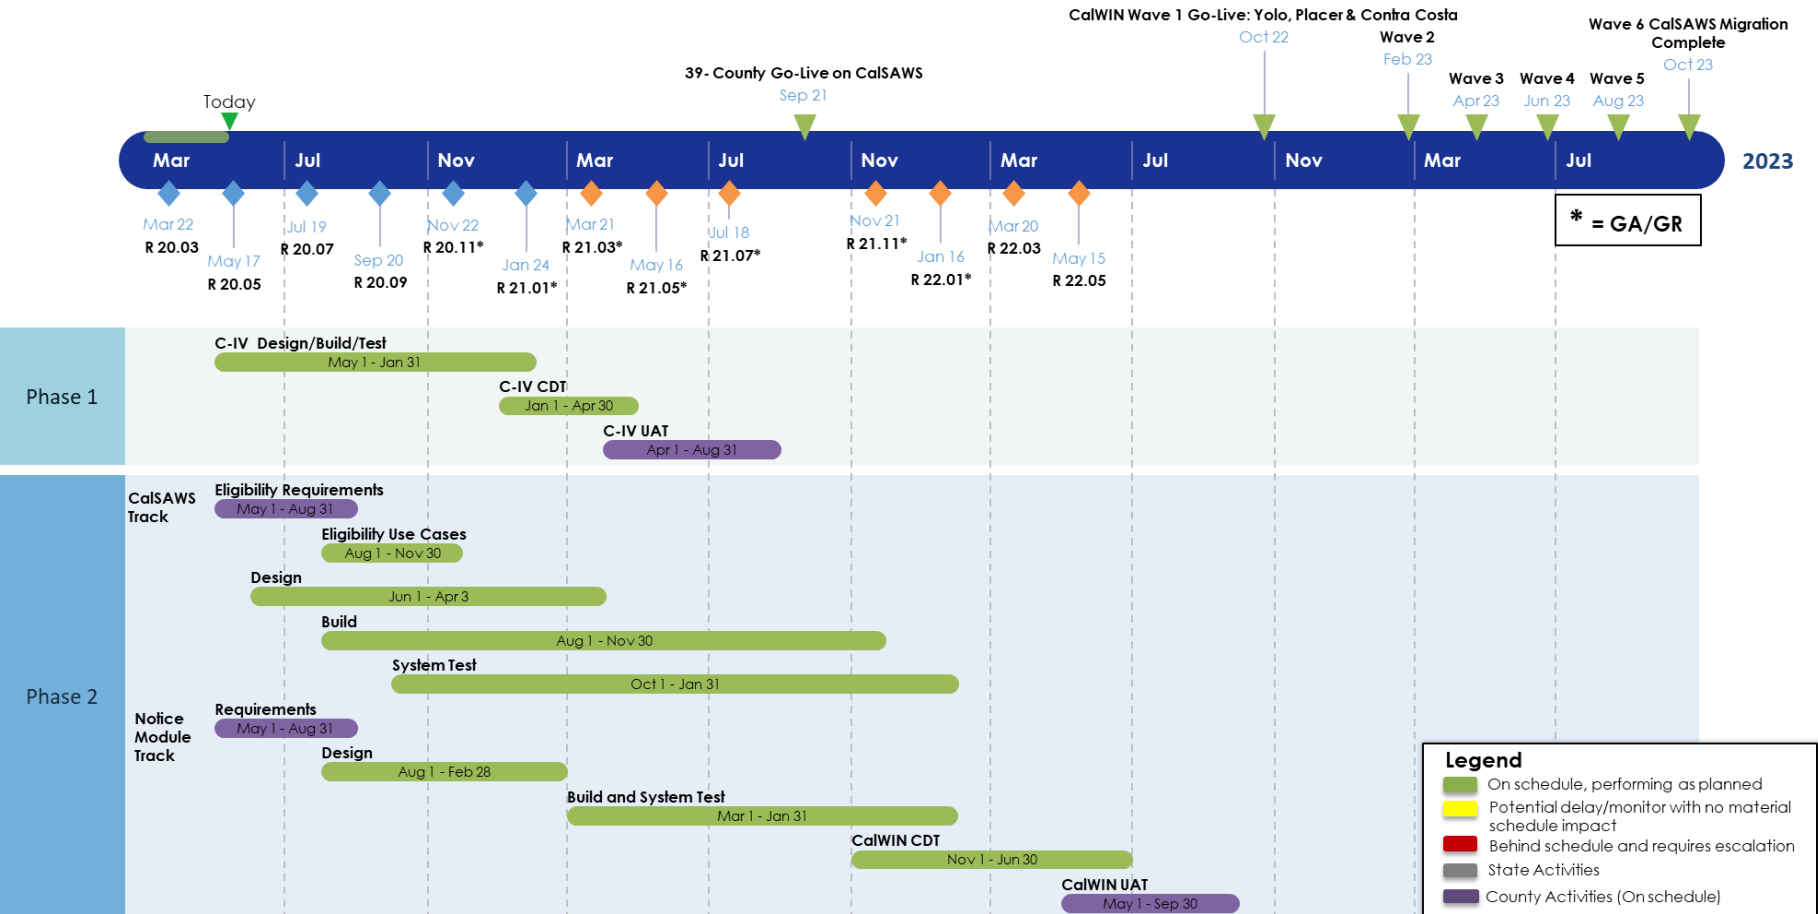 CalWIN Wave 1 Go-Live: Yolo, Placer & Contra Costa
Oct 22
Wave 2
Feb 23
Wave 6 CalSAWS Migration
Complete
Oct 23
39- County Go-Live on CalSAWS
Sep 21
Wave 3
Apr 23
Wave 4
Jun 23
Wave 5
Aug 23
Today
Mar
Jul
Nov
Mar
Jul
Nov
Mar
Jul
Nov
Mar
Jul
2023
Mar 22
R 20.03
May 17
R 20.05
Jul 19
R 20.07
Sep 20
R 20.09
Nov 22
R 20.11*
Jan 24
R 21.01*
Mar 21
R 21.03*
May 16
R 21.05*
Jul 18
R 21.07*
Nov 21
R 21.11*
Jan 16
R 22.01*
Mar 20
R 22.03
May 15
R 22.05
* = GA/GR
Phase 1
C-IV Design/Build/Test
May 1 - Jan 31
C-IV CDT
Jan 1 - Apr 30
C-IV UAT
Apr 1 - Aug 31
Phase 2
CalSAWS
Track
Eligibility Requirements
May 1 - Aug 31
Eligibility Use Cases
Aug 1 - Nov 30
Design
Jun 1 - Apr 3
Build
Aug 1 - Nov 30
System Test
Oct 1 - Jan 31
Notice
Module
Track
Requirements
May 1 - Aug 31
Design
Aug 1 - Feb 28
Build and System Test
Mar 1 - Jan 31
CalWIN CDT
Nov 1 - Jun 30
CalWIN UAT
May 1 - Sep 30
Legend
On schedule, performing as planned
Potential delay/monitor with no material
schedule impact
Behind schedule and requires escalation
State Activities
County Activities (On schedule)